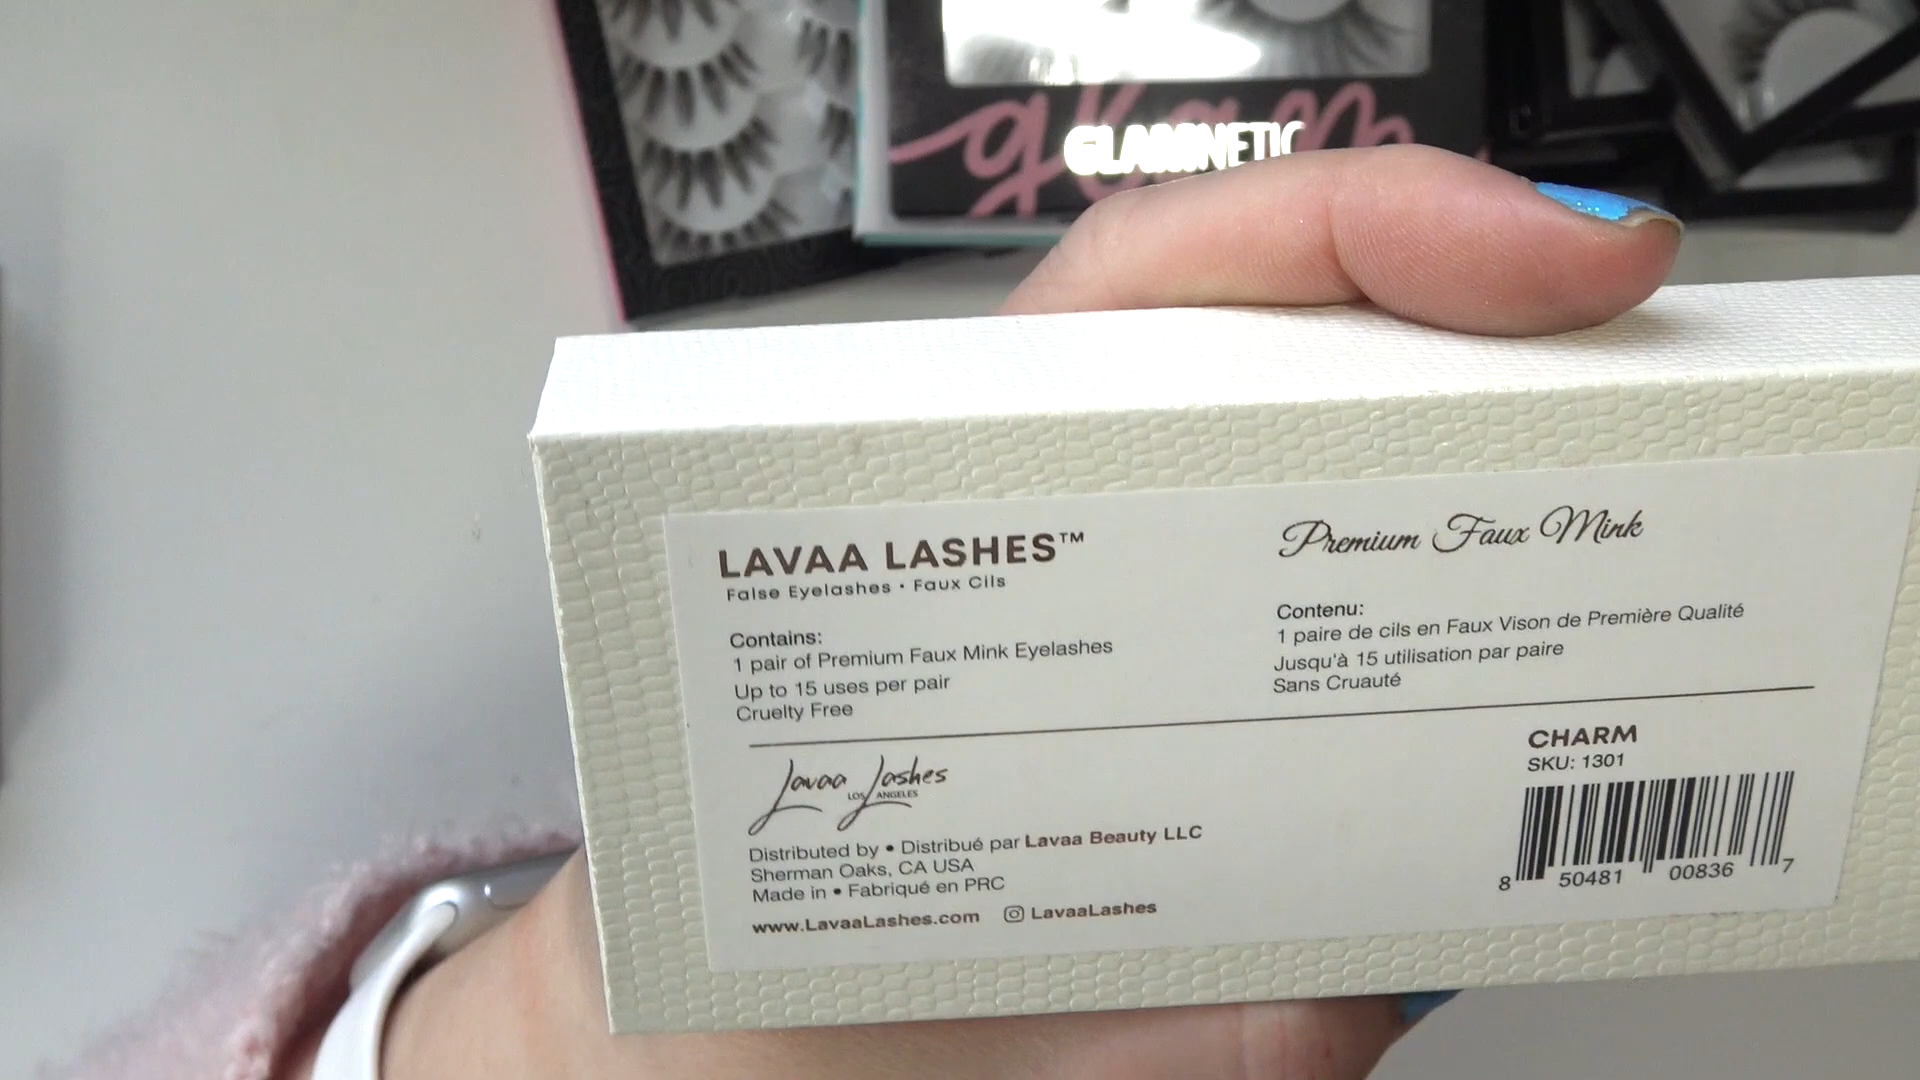 glam
GLAMNETIC
LAVAA LASHES™
False Eyelashes • Faux Cils
Premium Faux Mink
Contains:
1 pair of Premium Faux Mink Eyelashes
Up to 15 uses per pair
Cruelty Free
Contenu:
1 paire de cils en Faux Vison de Première Qualité
Jusqu'à 15 utilisation par paire
Sans Cruauté
Lavaa Lashes
LOS ANGELES
Distributed by • Distribué par Lavaa Beauty LLC
Sherman Oaks, CA USA
Made in • Fabriqué en PRC
www.LavaaLashes.com LavaaLashes
CHARM
SKU: 1301
8 50481 00836 7